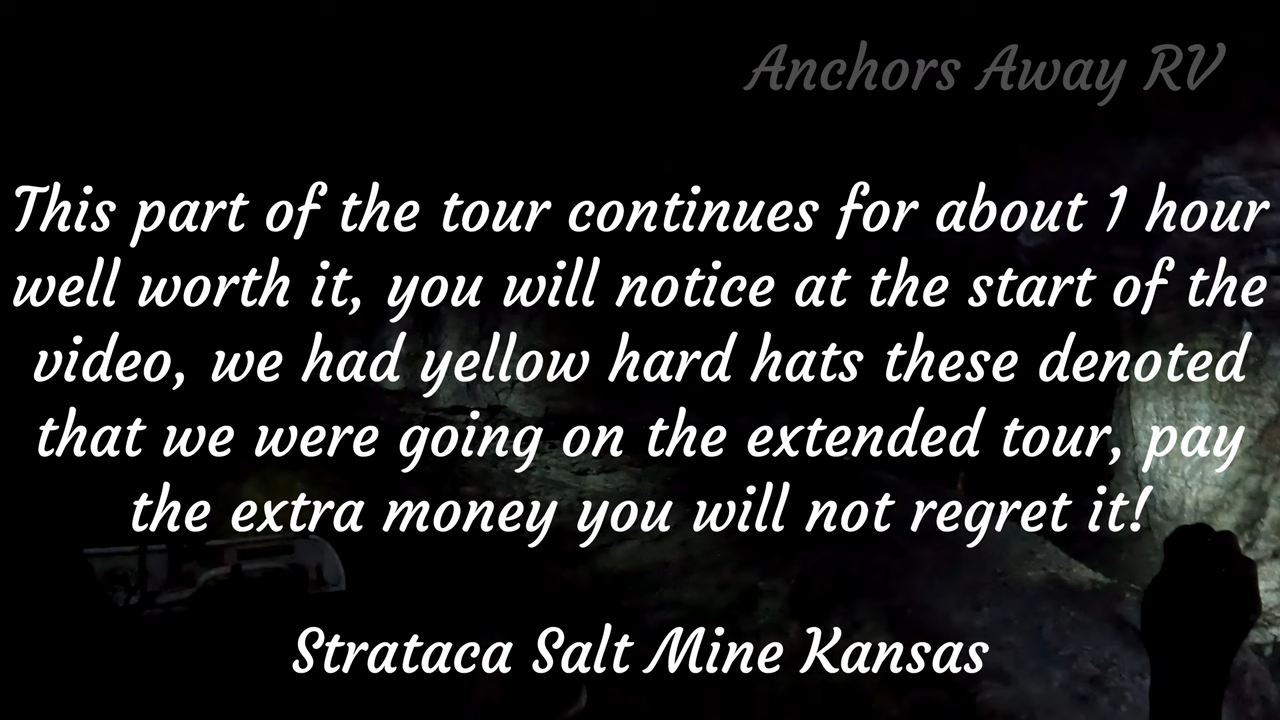 Anchors Away RV
This part of the tour continues for about 1 hour
well worth it, you will notice at the start of the
video, we had yellow hard hats these denoted
that we were going on the extended tour, pay
the extra money you will not regret it!
Strataca Salt Mine Kansas